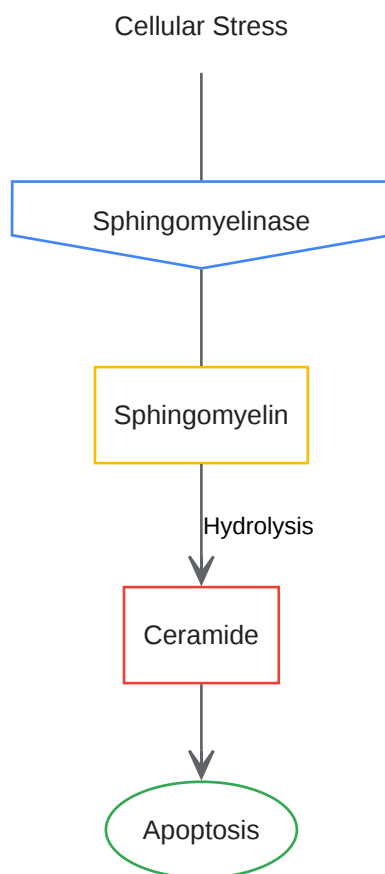 Cellular Stress
Sphingomyelinase
Sphingomyelin
Hydrolysis
Ceramide
Apoptosis